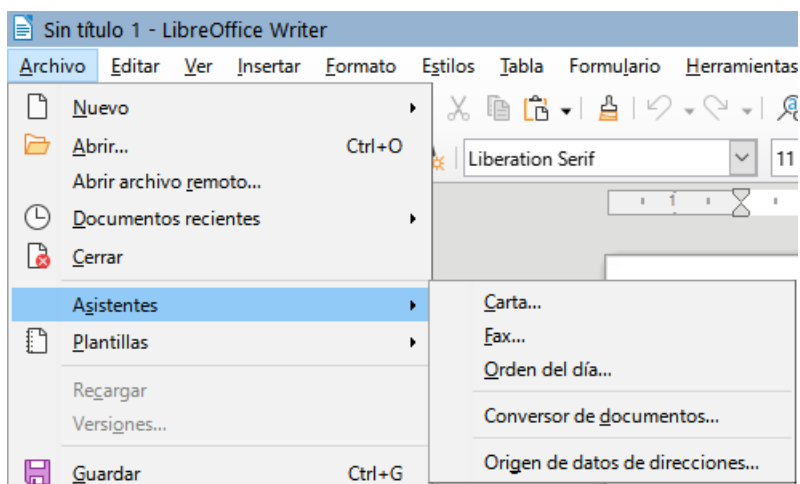 Sin título 1 - LibreOffice Writer
Archivo Editar Ver Insertar Formato Estilos Tabla Formulario Herramientas
Nuevo
Abrir... Ctrl+O
Liberation Serif 11
Abrir archivo remoto...
1
Documentos recientes
Cerrar
Asistentes
Plantillas
Recargar
Versiones...
Guardar Ctrl+G
Carta...
Fax...
Orden del día...
Conversor de documentos...
Origen de datos de direcciones...